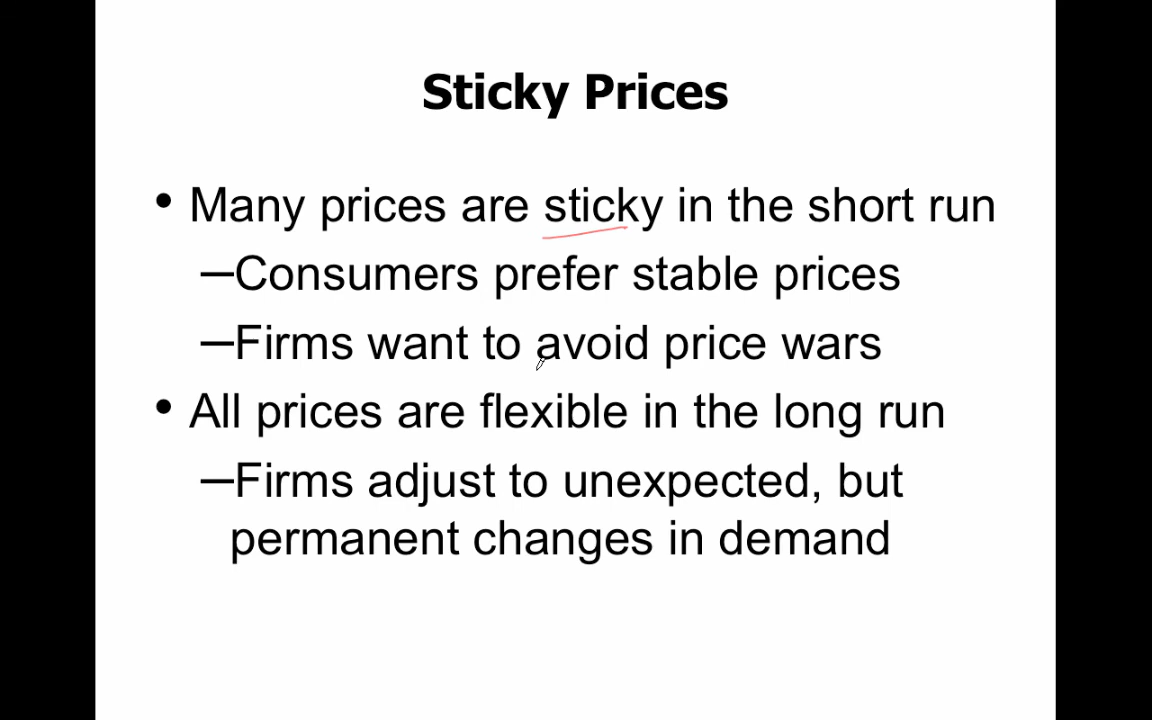 Sticky Prices
• Many prices are sticky in the short run
–Consumers prefer stable prices
–Firms want to avoid price wars
• All prices are flexible in the long run
–Firms adjust to unexpected, but
permanent changes in demand